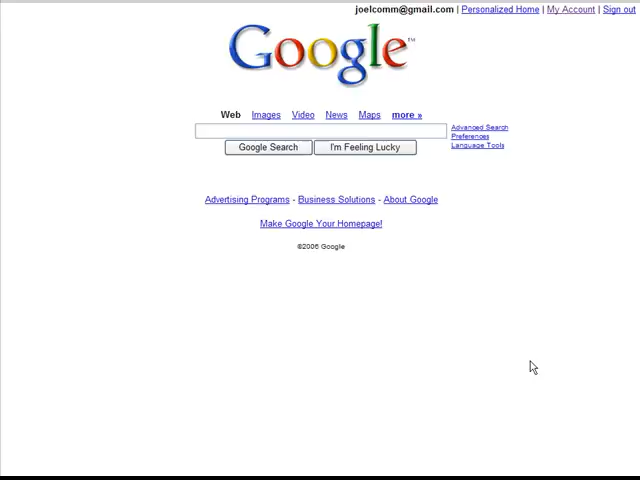 joelcomm@gmail.com | Personalized Home | My Account | Sign out
Google™
Web Images Video News Maps more »
Advanced Search
Preferences
Language Tools
Google Search I'm Feeling Lucky
Advertising Programs - Business Solutions - About Google
Make Google Your Homepage!
©2006 Google